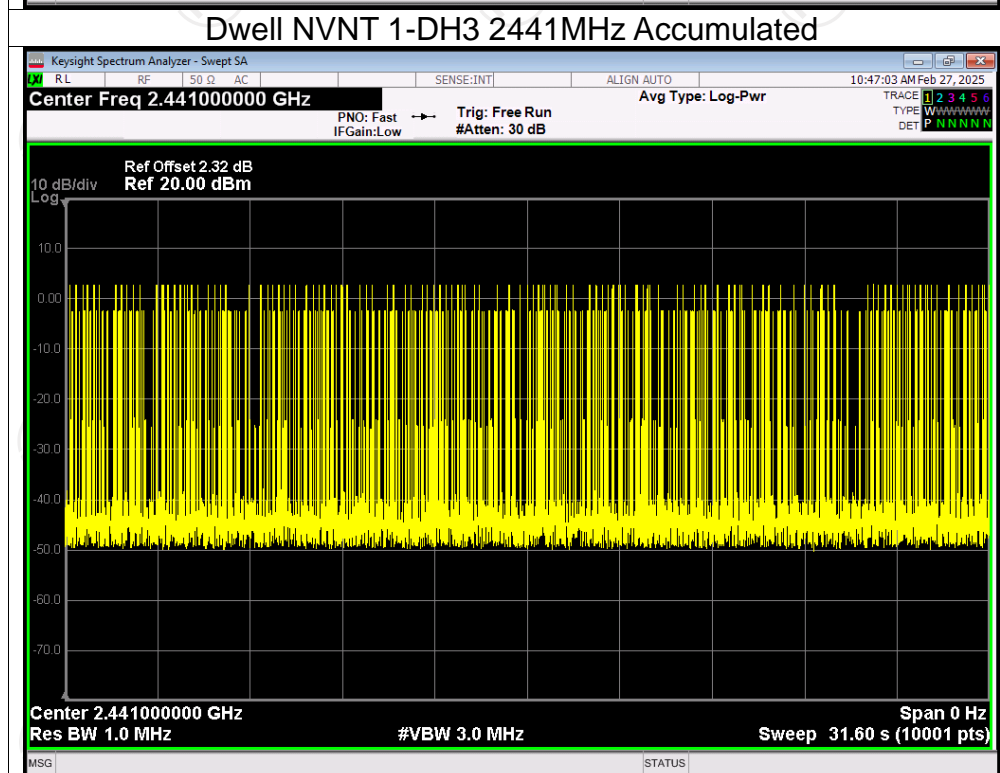 Dwell NVNT 1-DH3 2441MHz Accumulated
Keysight Spectrum Analyzer - Swept SA
LXI RL RF 50 Ω AC SENSE:INT ALIGN AUTO 10:47:03 AM Feb 27, 2025
Center Freq 2.441000000 GHz Avg Type: Log-Pwr TRACE 1 2 3 4 5 6
PNO: Fast Trig: Free Run TYPE WWWWWW
IFGain:Low #Atten: 30 dB DET P N N N N N
Ref Offset 2.32 dB
10 dB/div Ref 20.00 dBm
Log
10.0
0.00
-10.0
-20.0
-30.0
-40.0
-50.0
-60.0
-70.0
Center 2.441000000 GHz Span 0 Hz
Res BW 1.0 MHz #VBW 3.0 MHz Sweep 31.60 s (10001 pts)
MSG STATUS